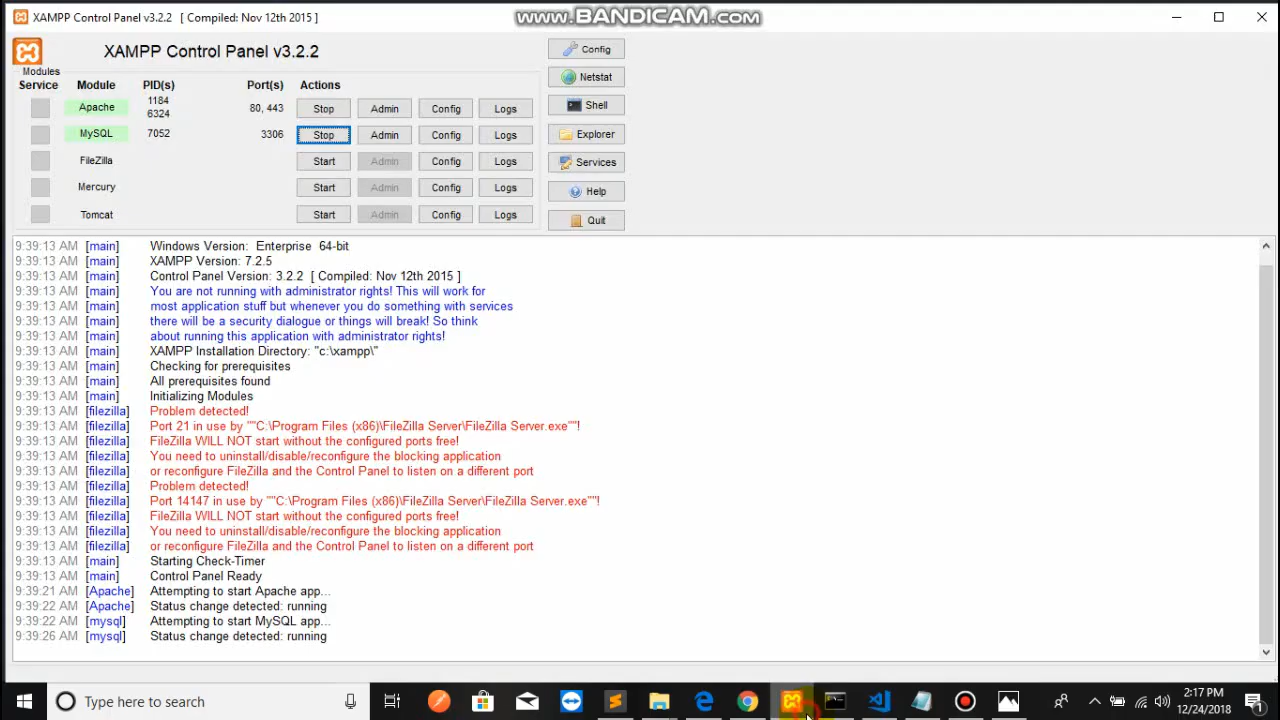 XAMPP Control Panel v3.2.2 [ Compiled: Nov 12th 2015 ]
www.BANDICAM.com
XAMPP Control Panel v3.2.2
Config
Modules
Service Module PID(s) Port(s) Actions
Netstat
Apache 1184 6324 80, 443 Stop Admin Config Logs
Shell
MySQL 7052 3306 Stop Admin Config Logs
Explorer
FileZilla Start Admin Config Logs
Services
Mercury Start Admin Config Logs
Help
Tomcat Start Admin Config Logs
Quit
9:39:13 AM [main] Windows Version: Enterprise 64-bit
9:39:13 AM [main] XAMPP Version: 7.2.5
9:39:13 AM [main] Control Panel Version: 3.2.2 [ Compiled: Nov 12th 2015 ]
9:39:13 AM [main] You are not running with administrator rights! This will work for
9:39:13 AM [main] most application stuff but whenever you do something with services
9:39:13 AM [main] there will be a security dialogue or things will break! So think
9:39:13 AM [main] about running this application with administrator rights!
9:39:13 AM [main] XAMPP Installation Directory: "c:\xampp\"
9:39:13 AM [main] Checking for prerequisites
9:39:13 AM [main] All prerequisites found
9:39:13 AM [main] Initializing Modules
9:39:13 AM [filezilla] Problem detected!
9:39:13 AM [filezilla] Port 21 in use by ""C:\Program Files (x86)\FileZilla Server\FileZilla Server.exe""!
9:39:13 AM [filezilla] FileZilla WILL NOT start without the configured ports free!
9:39:13 AM [filezilla] You need to uninstall/disable/reconfigure the blocking application
9:39:13 AM [filezilla] or reconfigure FileZilla and the Control Panel to listen on a different port
9:39:13 AM [filezilla] Problem detected!
9:39:13 AM [filezilla] Port 14147 in use by ""C:\Program Files (x86)\FileZilla Server\FileZilla Server.exe""!
9:39:13 AM [filezilla] FileZilla WILL NOT start without the configured ports free!
9:39:13 AM [filezilla] You need to uninstall/disable/reconfigure the blocking application
9:39:13 AM [filezilla] or reconfigure FileZilla and the Control Panel to listen on a different port
9:39:13 AM [main] Starting Check-Timer
9:39:13 AM [main] Control Panel Ready
9:39:21 AM [Apache] Attempting to start Apache app...
9:39:22 AM [Apache] Status change detected: running
9:39:22 AM [mysql] Attempting to start MySQL app...
9:39:26 AM [mysql] Status change detected: running
Type here to search
2:17 PM
12/24/2018
1